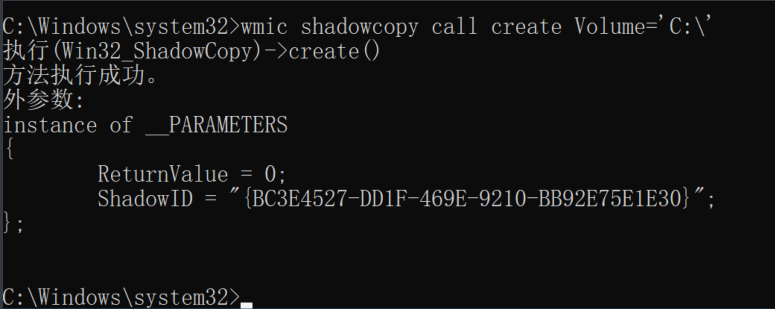 C:\Windows\system32>wmic shadowcopy call create Volume='C:\'
执行(Win32_ShadowCopy)->create()
方法执行成功。
外参数:
instance of __PARAMETERS
{
        ReturnValue = 0;
        ShadowID = "{BC3E4527-DD1F-469E-9210-BB92E75E1E30}";
};
C:\Windows\system32>